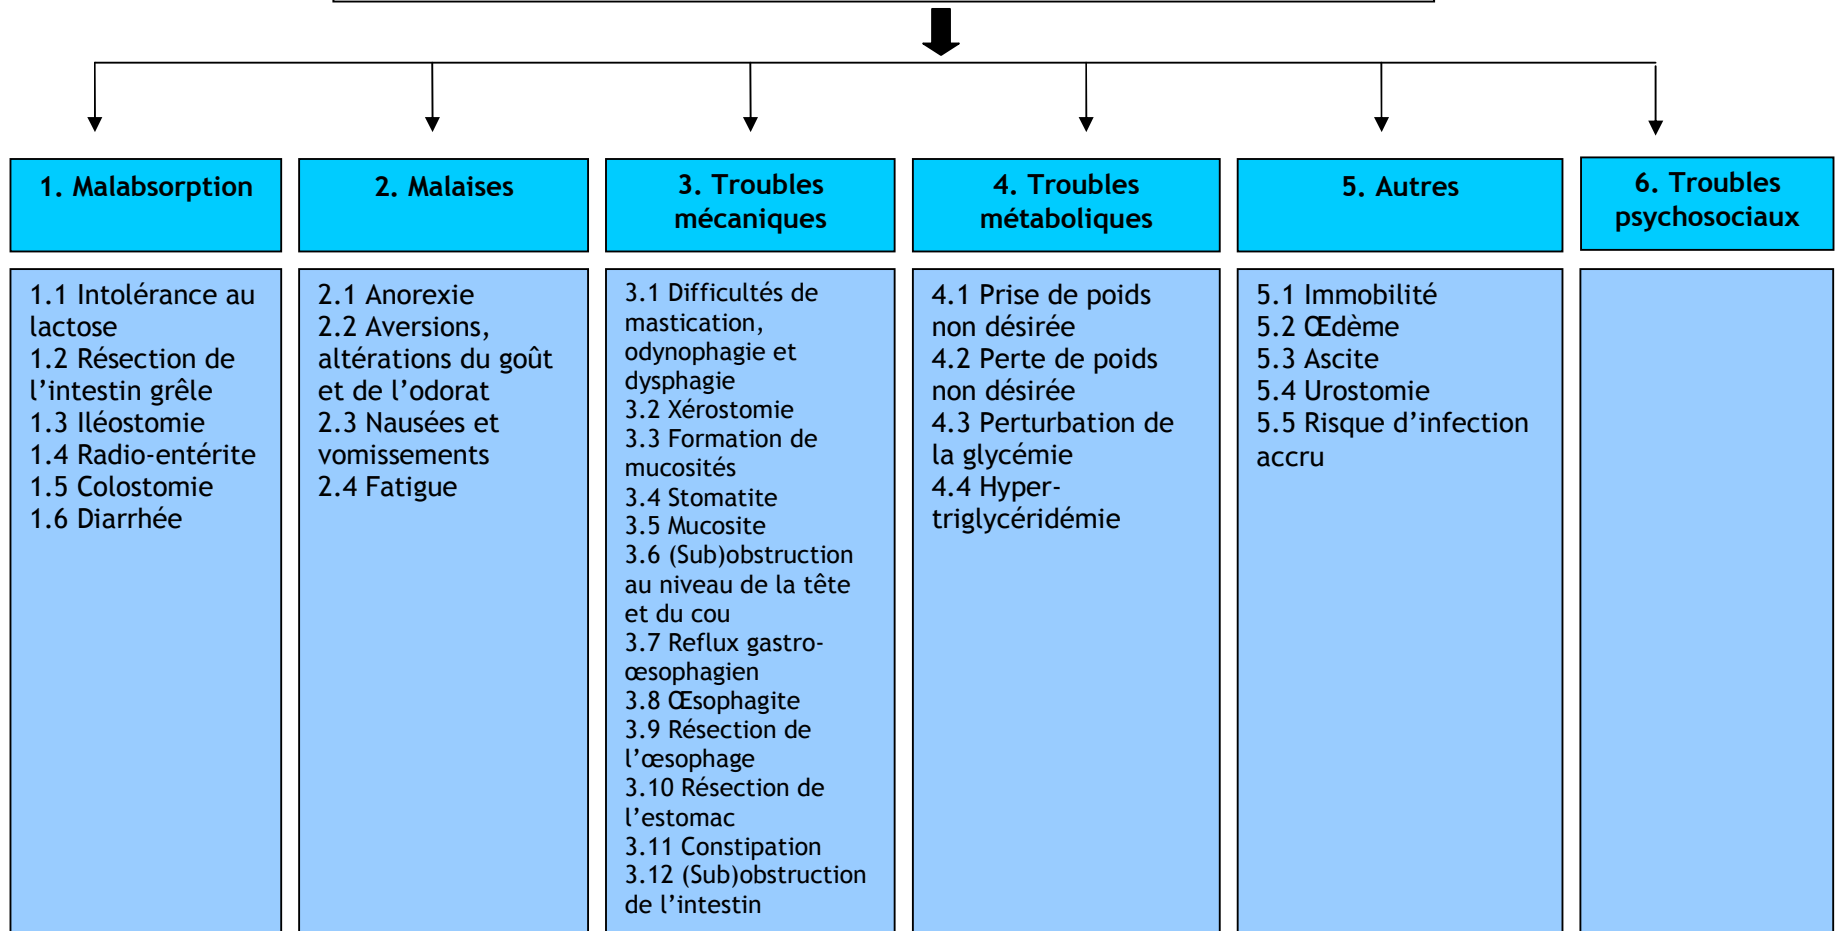 1. Malabsorption
1.1 Intolérance au
lactose
1.2 Résection de
l’intestin grêle
1.3 Iléostomie
1.4 Radio-entérite
1.5 Colostomie
1.6 Diarrhée
2. Malaises
2.1 Anorexie
2.2 Aversions,
altérations du goût
et de l’odorat
2.3 Nausées et
vomissements
2.4 Fatigue
3. Troubles
mécaniques
3.1 Difficultés de
mastication,
odynophagie et
dysphagie
3.2 Xérostomie
3.3 Formation de
mucosités
3.4 Stomatite
3.5 Mucosite
3.6 (Sub)obstruction
au niveau de la tête
et du cou
3.7 Reflux gastro-
œsophagien
3.8 Œsophagite
3.9 Résection de
l’œsophage
3.10 Résection de
l’estomac
3.11 Constipation
3.12 (Sub)obstruction
de l’intestin
4. Troubles
métaboliques
4.1 Prise de poids
non désirée
4.2 Perte de poids
non désirée
4.3 Perturbation de
la glycémie
4.4 Hyper-
triglycéridémie
5. Autres
5.1 Immobilité
5.2 Œdème
5.3 Ascite
5.4 Urostomie
5.5 Risque d’infection
accru
6. Troubles
psychosociaux